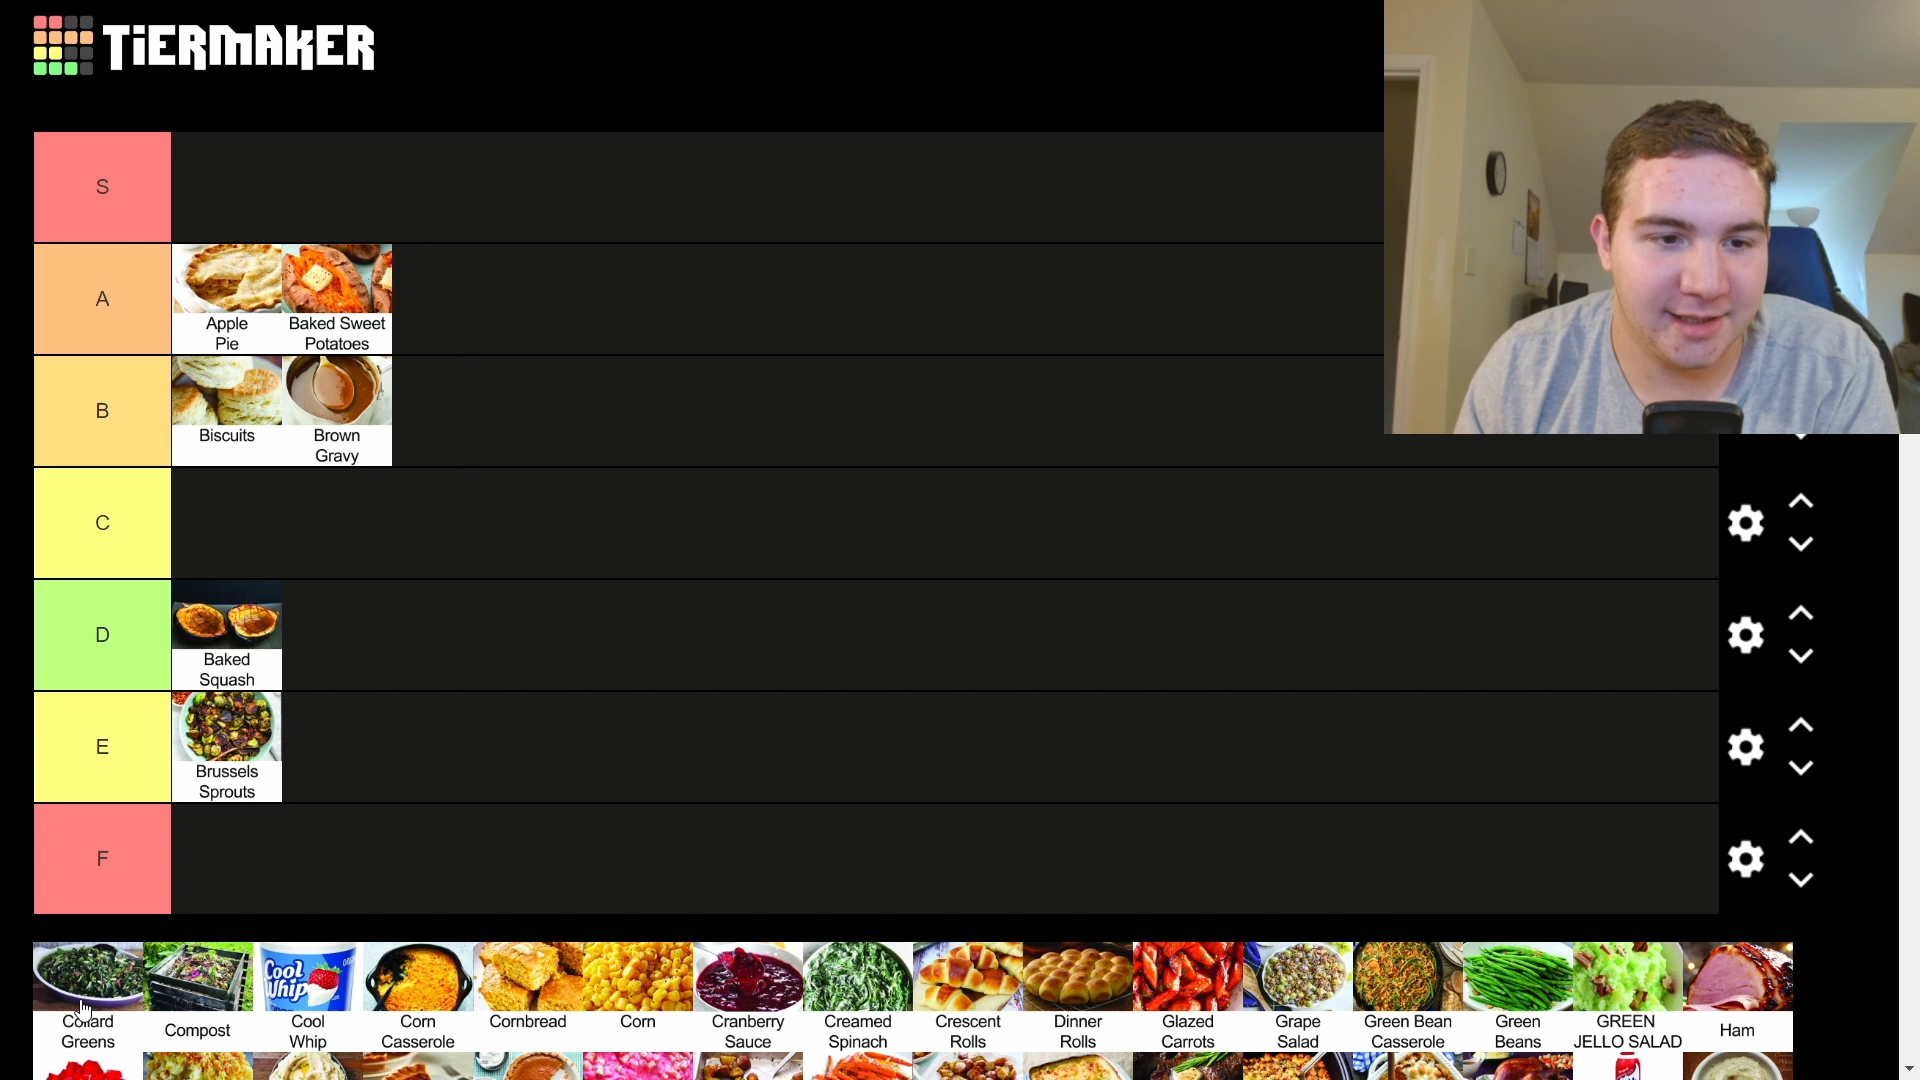 TiERMAKER
S
A
Apple
Pie
Baked Sweet
Potatoes
B
Biscuits
Brown
Gravy
C
D
Baked
Squash
E
Brussels
Sprouts
F
Collard
Greens
Compost
Cool Whip
Cool
Whip
Corn
Casserole
Cornbread
Corn
Cranberry
Sauce
Creamed
Spinach
Crescent
Rolls
Dinner
Rolls
Glazed
Carrots
Grape
Salad
Green Bean
Casserole
Green
Beans
GREEN
JELLO SALAD
Ham